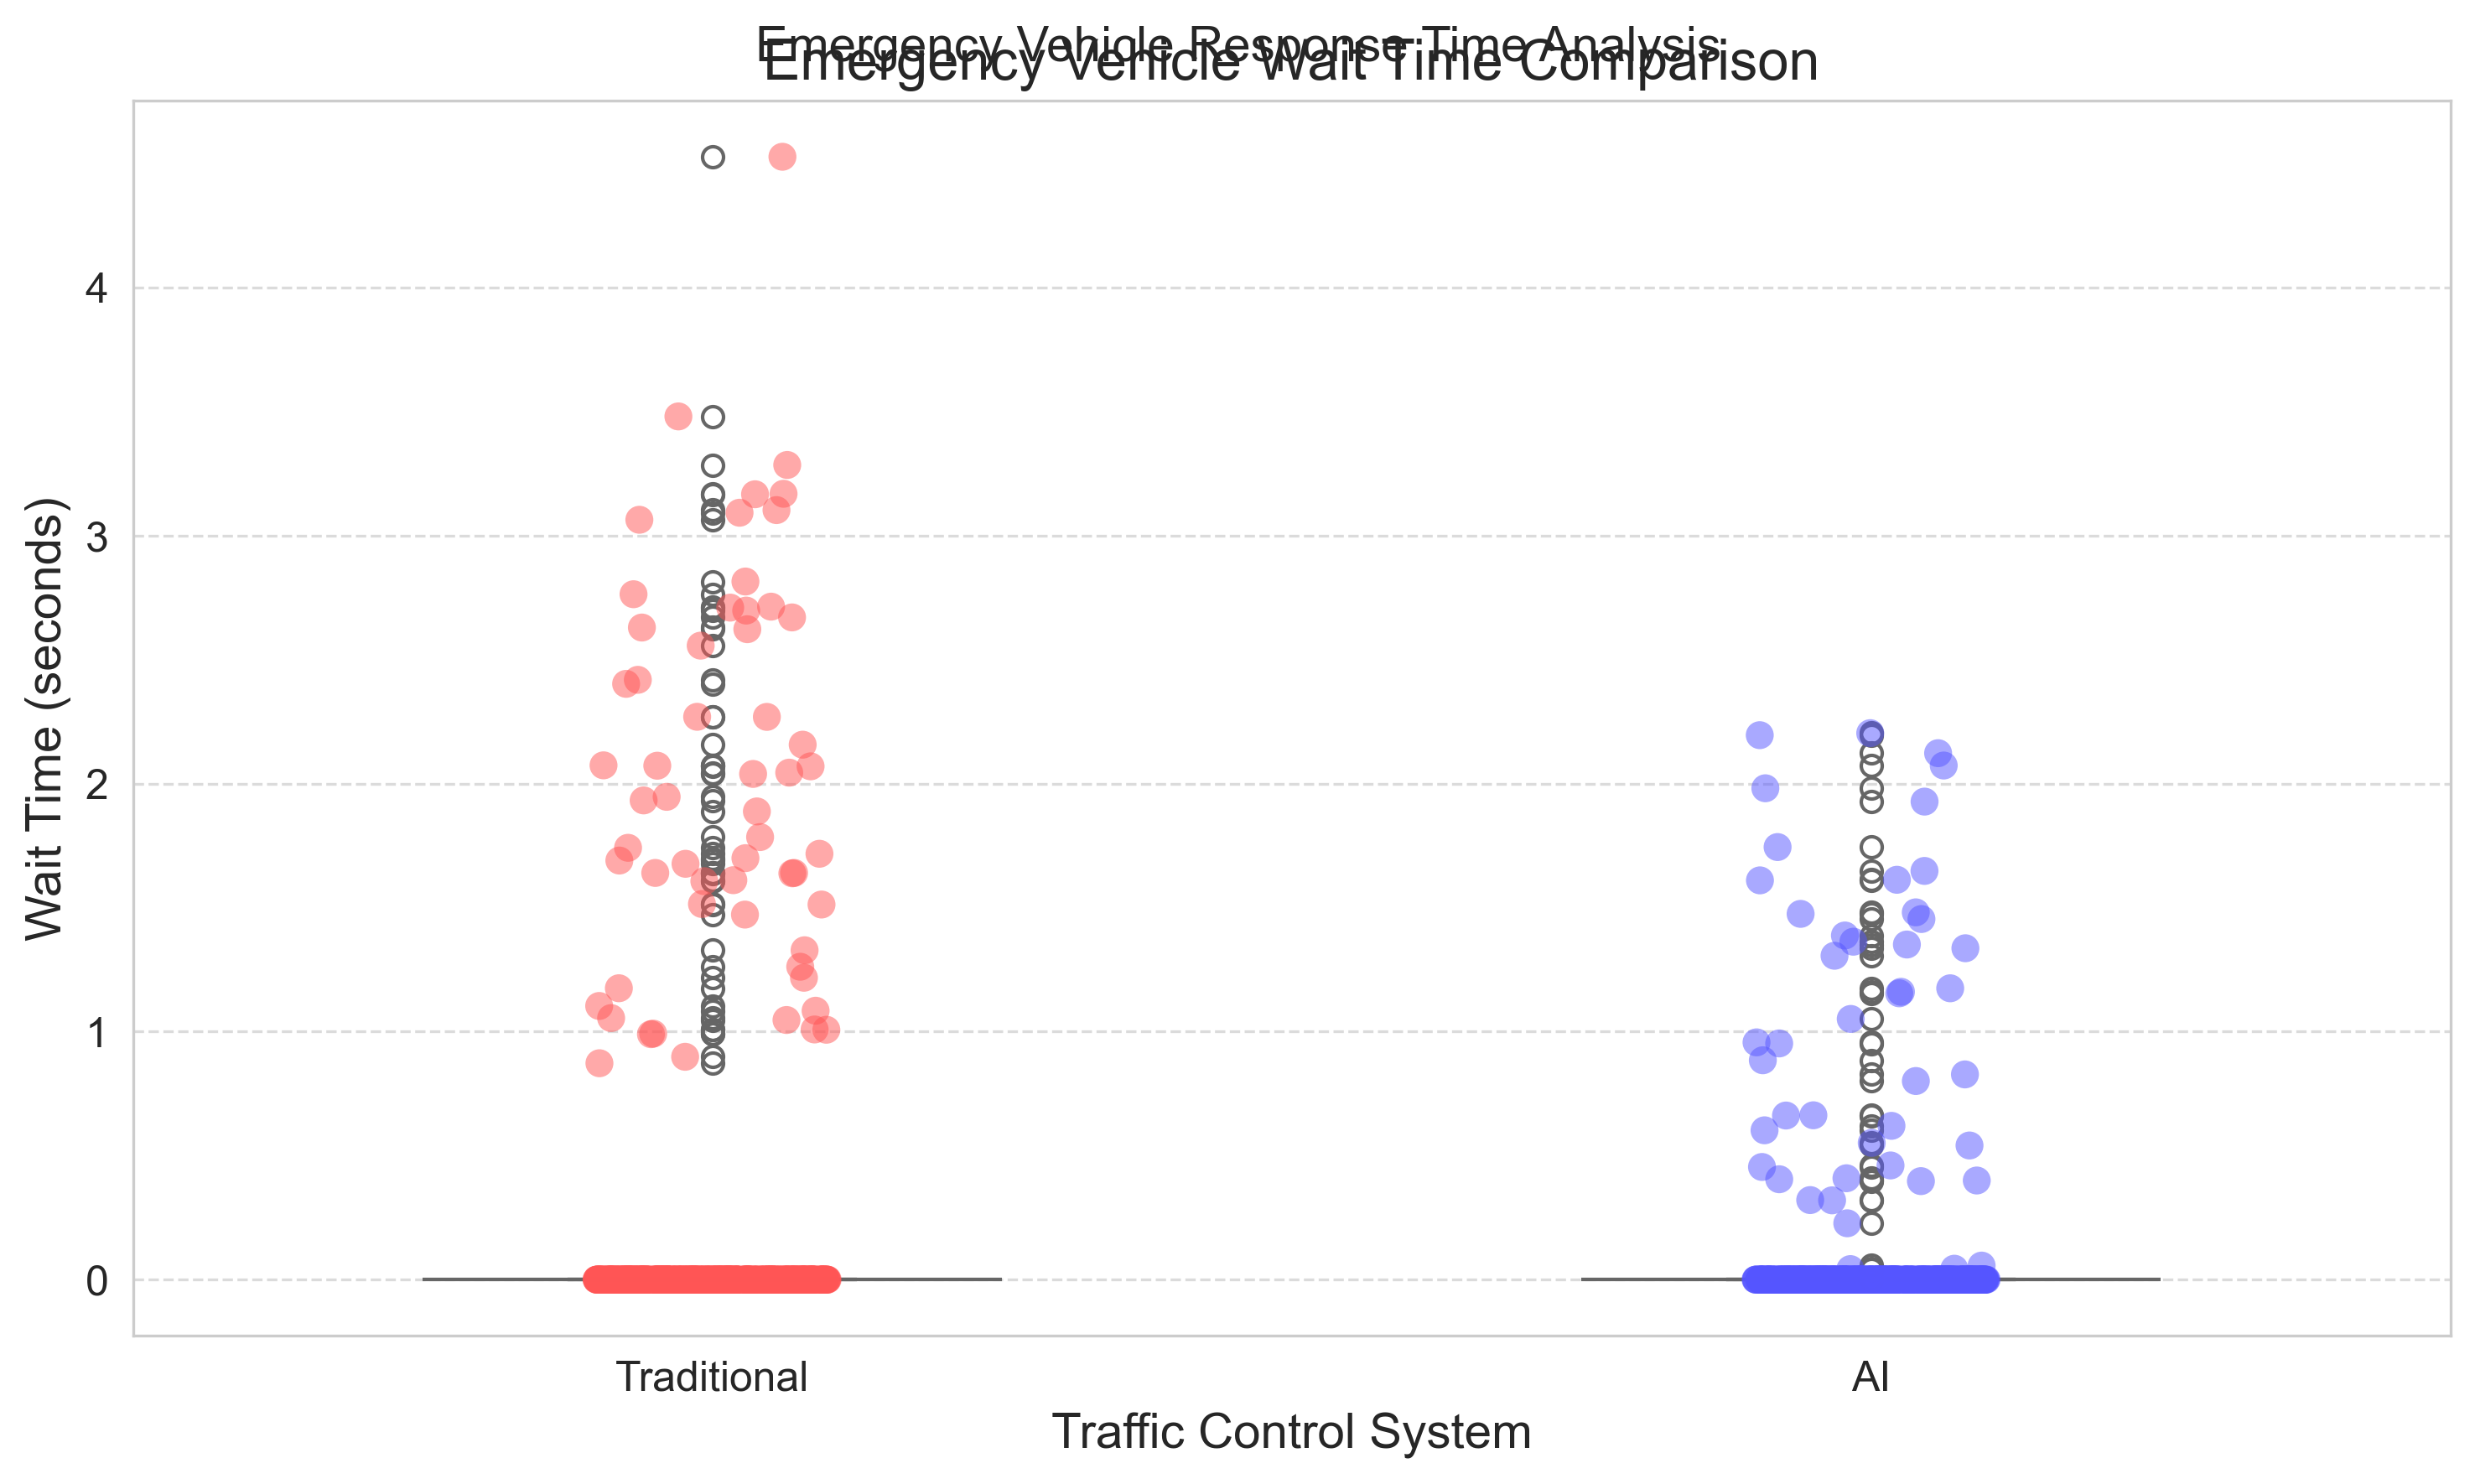 Emergency Vehicle Response Time Analysis
Emergency Vehicle Wait Time Comparison
Wait Time (seconds)
4
3
2
1
0
Traditional
AI
Traffic Control System